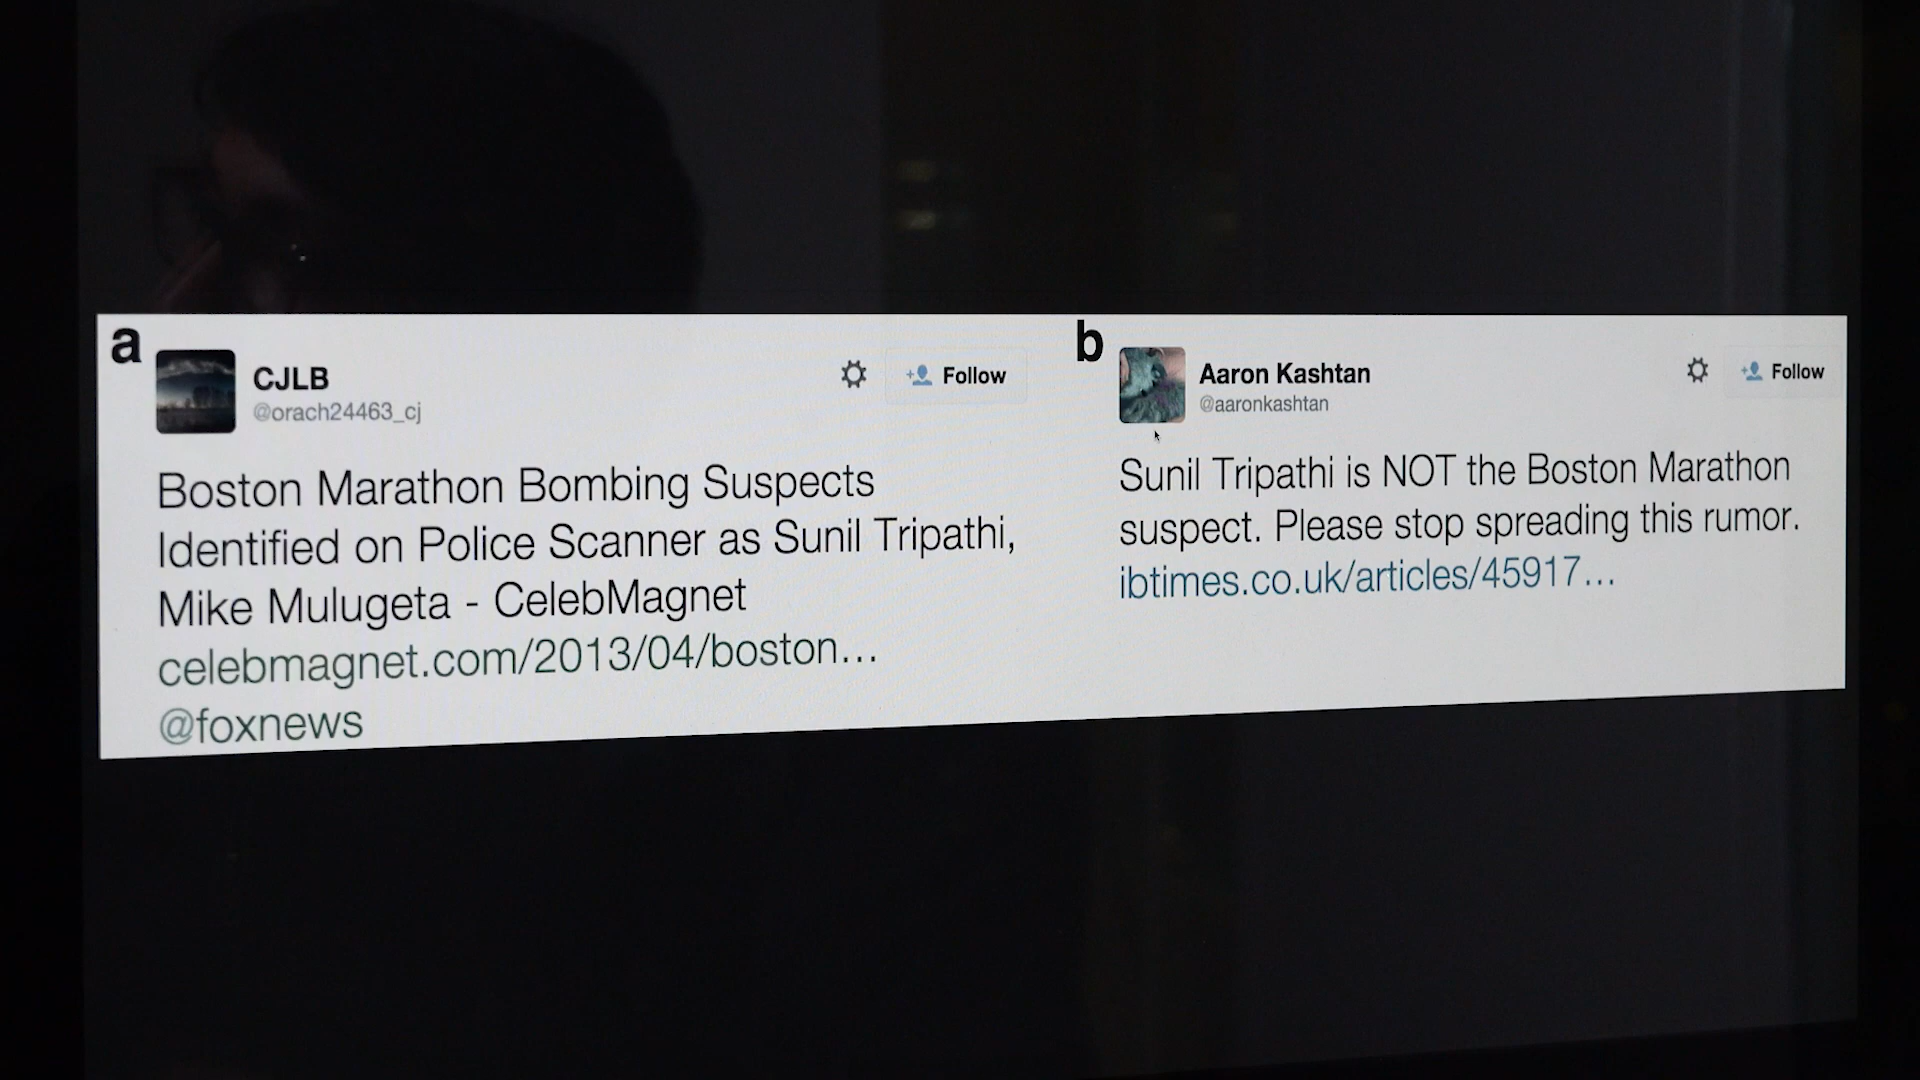 a
CJLB
@orach24463_cj
Follow
Boston Marathon Bombing Suspects
Identified on Police Scanner as Sunil Tripathi,
Mike Mulugeta - CelebMagnet
celebmagnet.com/2013/04/boston...
@foxnews
b
Aaron Kashtan
@aaronkashtan
Follow
Sunil Tripathi is NOT the Boston Marathon
suspect. Please stop spreading this rumor.
ibtimes.co.uk/articles/45917...